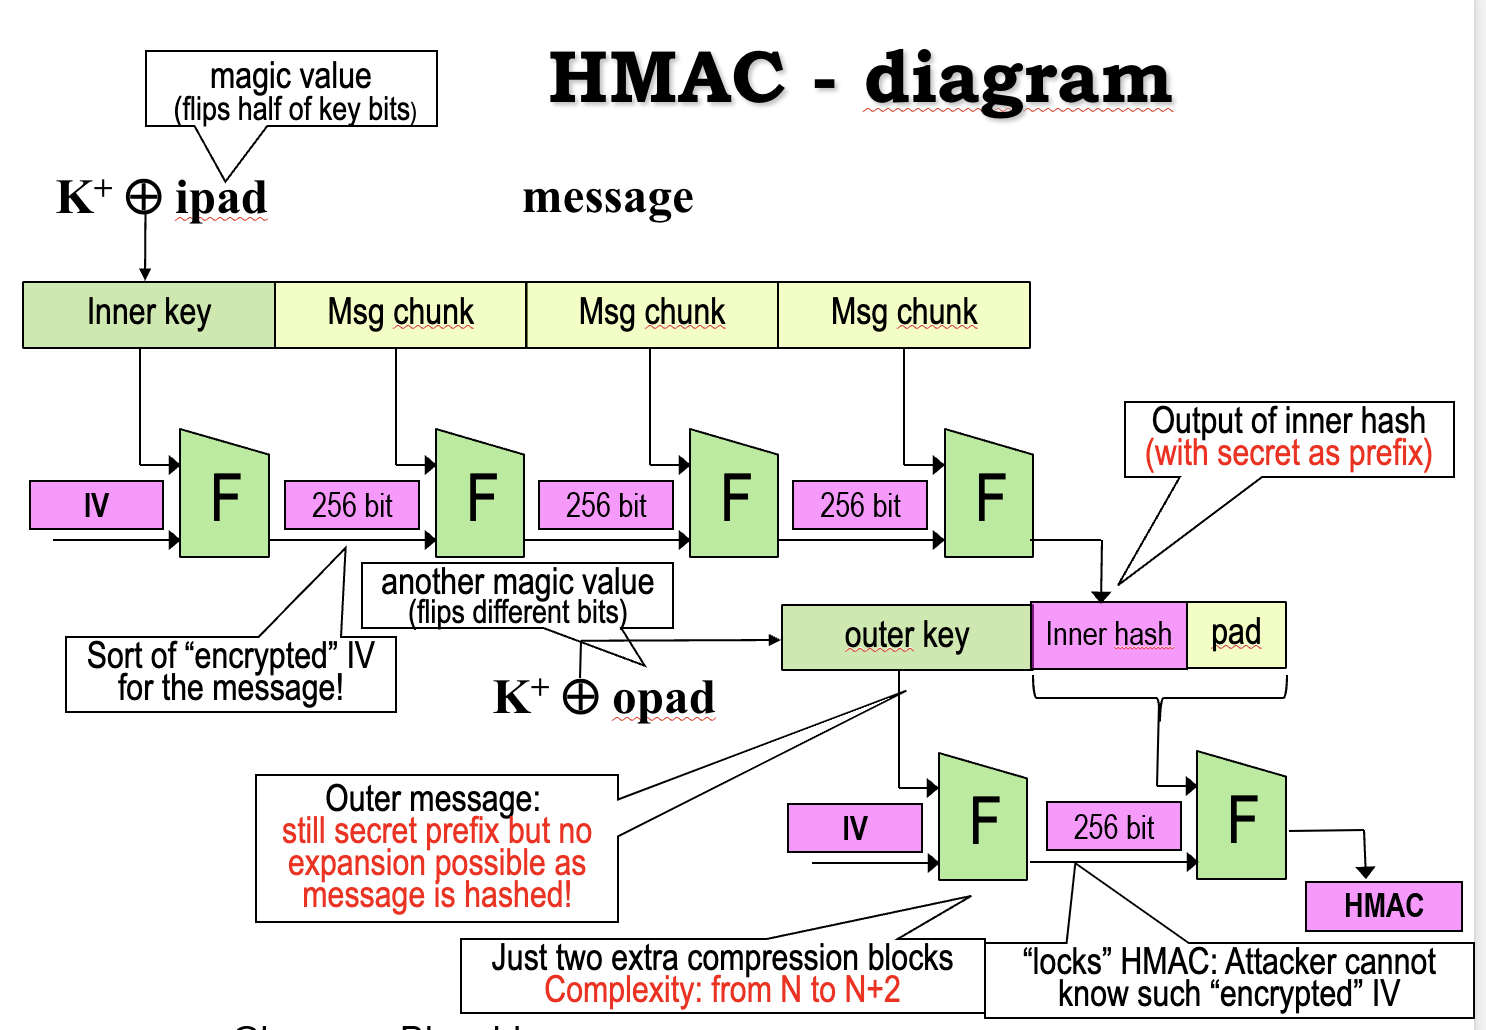 HMAC - diagram
magic value
(flips half of key bits)
K+ ⊕ ipad
message
Inner key
Msg chunk
Msg chunk
Msg chunk
F
F
F
F
IV
256 bit
256 bit
256 bit
Output of inner hash
(with secret as prefix)
another magic value
(flips different bits)
Sort of “encrypted” IV
for the message!
K+ ⊕ opad
outer key
Inner hash
pad
Outer message:
still secret prefix but no
expansion possible as
message is hashed!
IV
F
256 bit
F
HMAC
Just two extra compression blocks
Complexity: from N to N+2
“locks” HMAC: Attacker cannot
know such “encrypted” IV